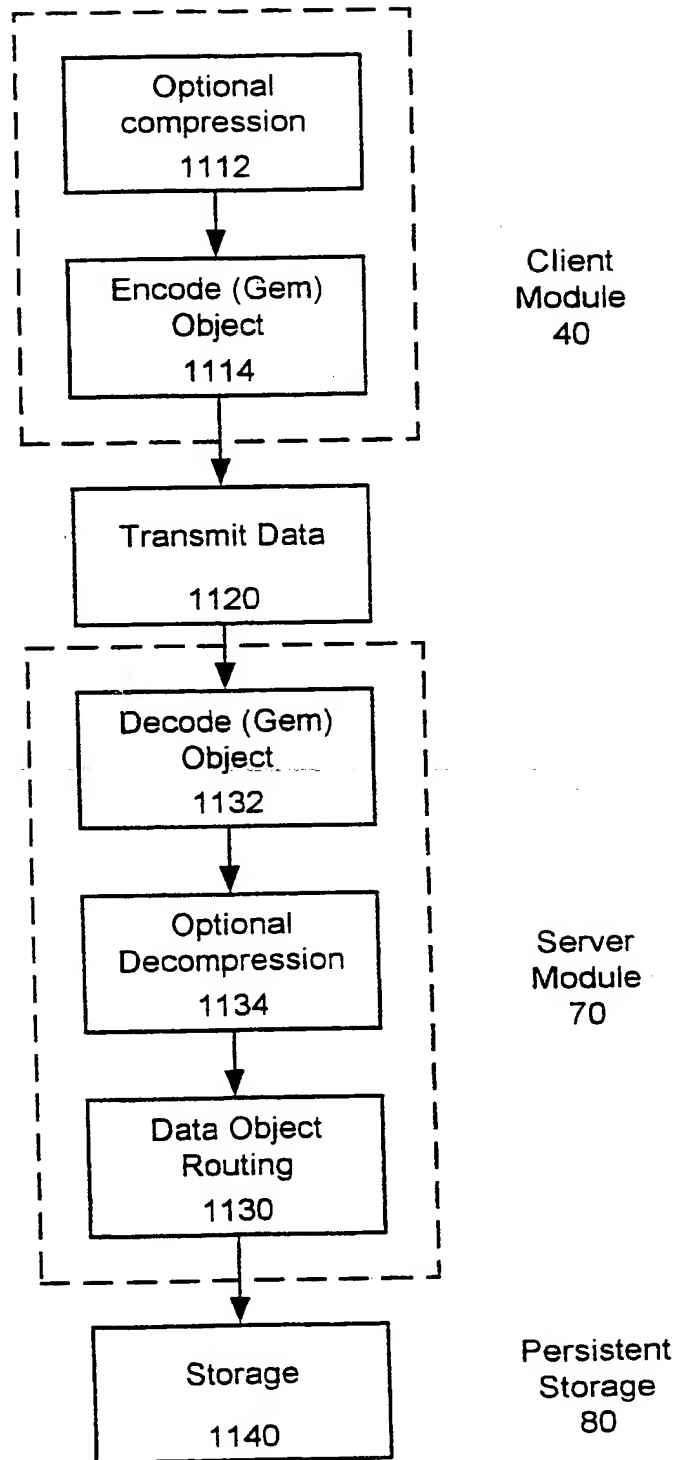 Optional
compression
1112
Encode (Gem)
Object
1114
Client
Module
40
Transmit Data
1120
Decode (Gem)
Object
1132
Optional
Decompression
1134
Server
Module
70
Data Object
Routing
1130
Storage
1140
Persistent
Storage
80